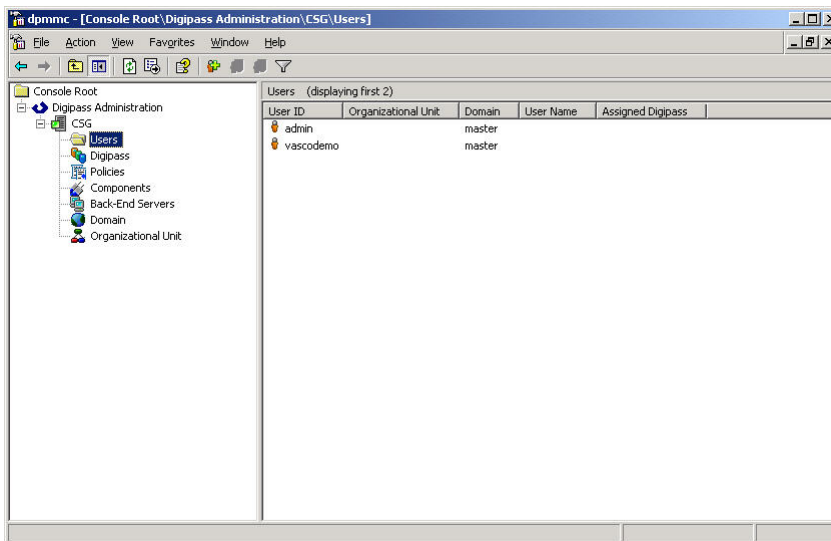 dpmmc - [Console Root\Digipass Administration\CSG\Users]
File Action View Favorites Window Help
Console Root
Digipass Administration
CSG
Users
Digipass
Policies
Components
Back-End Servers
Domain
Organizational Unit
Users (displaying first 2)
User ID Organizational Unit Domain User Name Assigned Digipass
admin master
vascodemo master